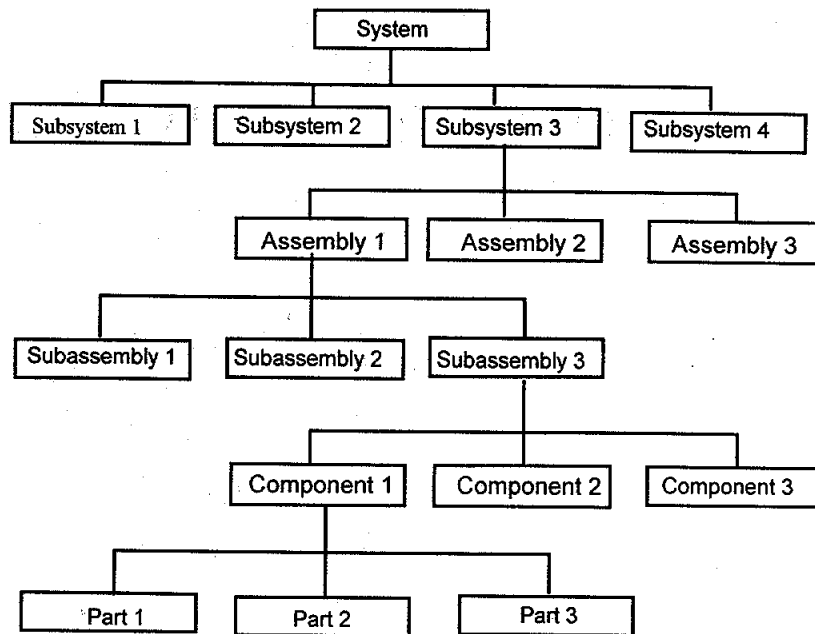 System
Subsystem 1
Subsystem 2
Subsystem 3
Subsystem 4
Assembly 1
Assembly 2
Assembly 3
Subassembly 1
Subassembly 2
Subassembly 3
Component 1
Component 2
Component 3
Part 1
Part 2
Part 3